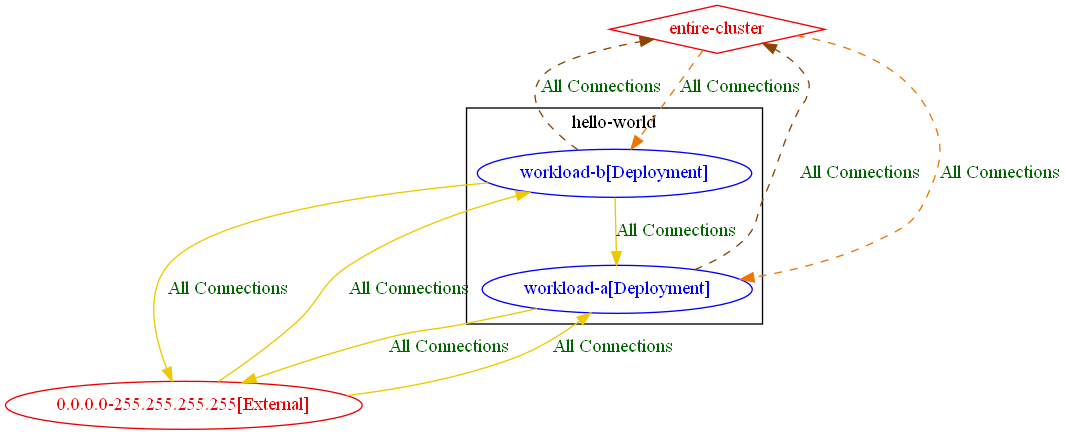 entire-cluster
All Connections
All Connections
hello-world
workload-b[Deployment]
All Connections
All Connections
All Connections
workload-a[Deployment]
All Connections
All Connections
All Connections
All Connections
0.0.0.0-255.255.255.255[External]